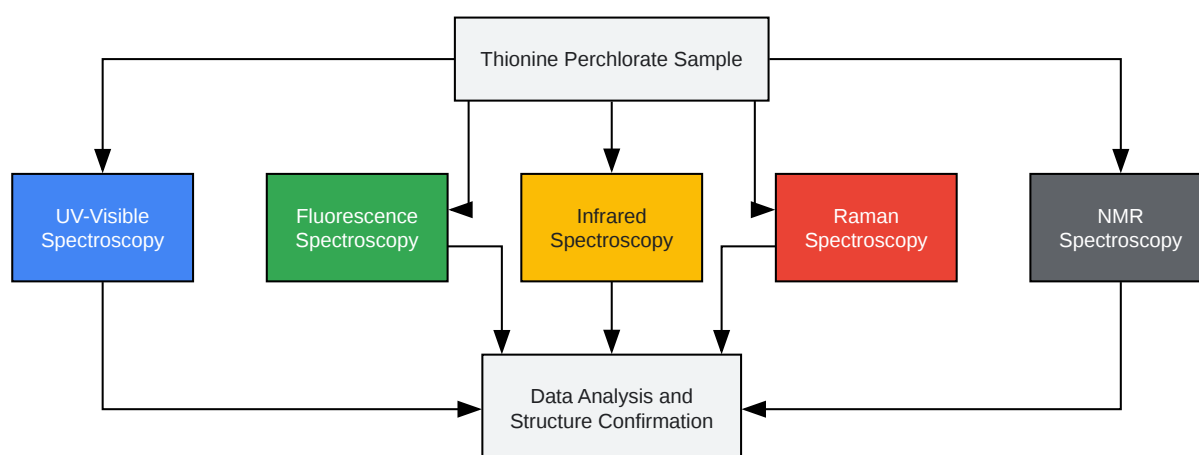 Thionine Perchlorate Sample
UV-Visible
Spectroscopy
Fluorescence
Spectroscopy
Infrared
Spectroscopy
Raman
Spectroscopy
NMR
Spectroscopy
Data Analysis and
Structure Confirmation